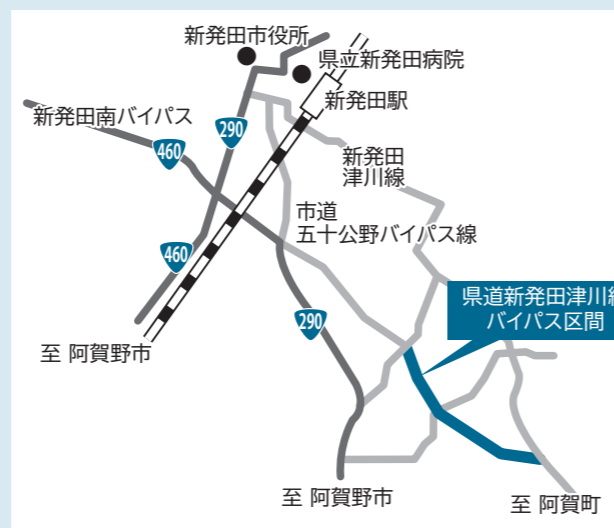 新発田市役所
県立新発田病院
新発田駅
新発田南バイパス
290
460
新発田
津川線
市道
五十公野バイパス線
460
290
県道新発田津川線
バイパス区間
至 阿賀野市
至 阿賀野市
至 阿賀町